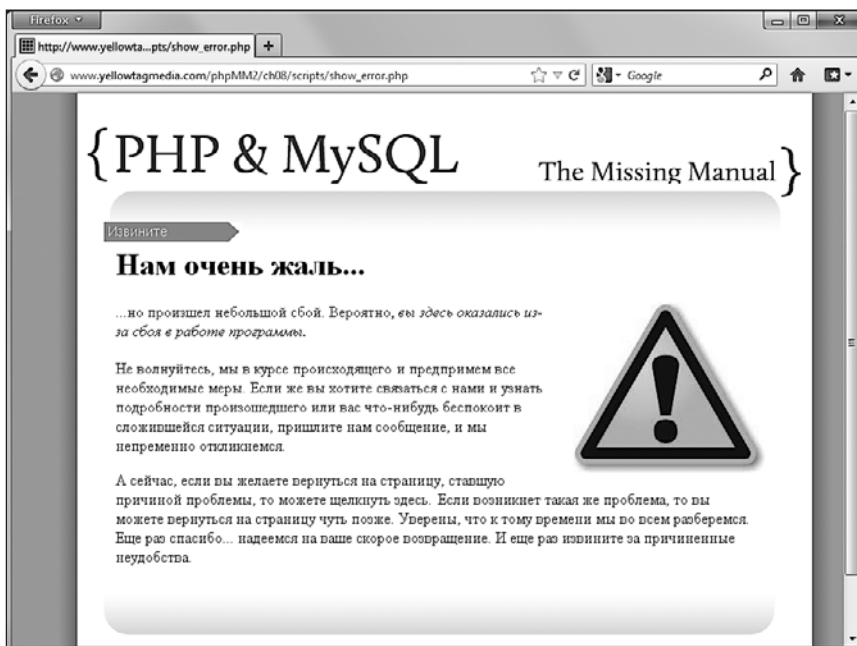 Firefox
http://www.yellowta...pts/show_error.php
www.yellowtagmedia.com/phpMM2/ch08/scripts/show_error.php
Google
{PHP & MySQL
The Missing Manual}
Извините
Нам очень жаль...
...но произшел небольшой сбой. Вероятно, вы здесь оказались из-
за сбоя в работе программы.
Не волнуйтесь, мы в курсе происходящего и предпримем все
необходимые меры. Если же вы хотите связаться с нами и узнать
подробности произошедшего или вас что-нибудь беспокоит в
сложившейся ситуации, пришлите нам сообщение, и мы
непременно откликнемся.
А сейчас, если вы желаете вернуться на страницу, ставшую
причиной проблемы, то можете щелкнуть здесь. Если возникнет такая же проблема, то вы
можете вернуться на страницу чуть позже. Уверены, что к тому времени мы во всем разберемся.
Еще раз спасибо... надеемся на ваше скорое возвращение. И еще раз извините за причиненные
неудобства.